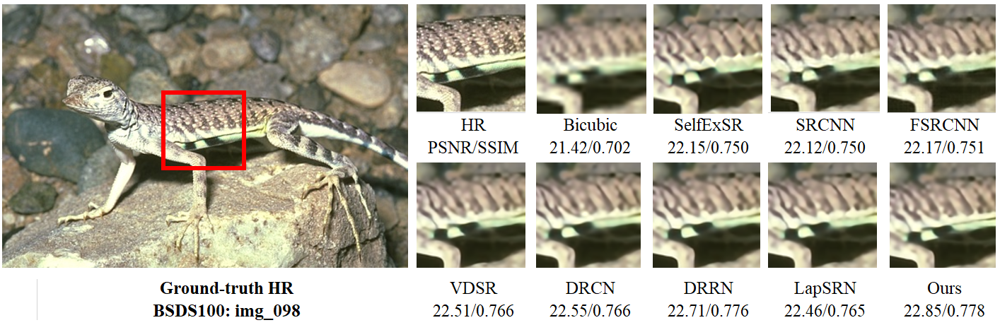 HR Bicubic SelfExSR SRCNN FSRCNN
PSNR/SSIM 21.42/0.702 22.15/0.750 22.12/0.750 22.17/0.751
Ground-truth HR VDSR DRCN DRRN LapSRN Ours
BSDS100: img_098 22.51/0.766 22.55/0.766 22.71/0.776 22.46/0.765 22.85/0.778